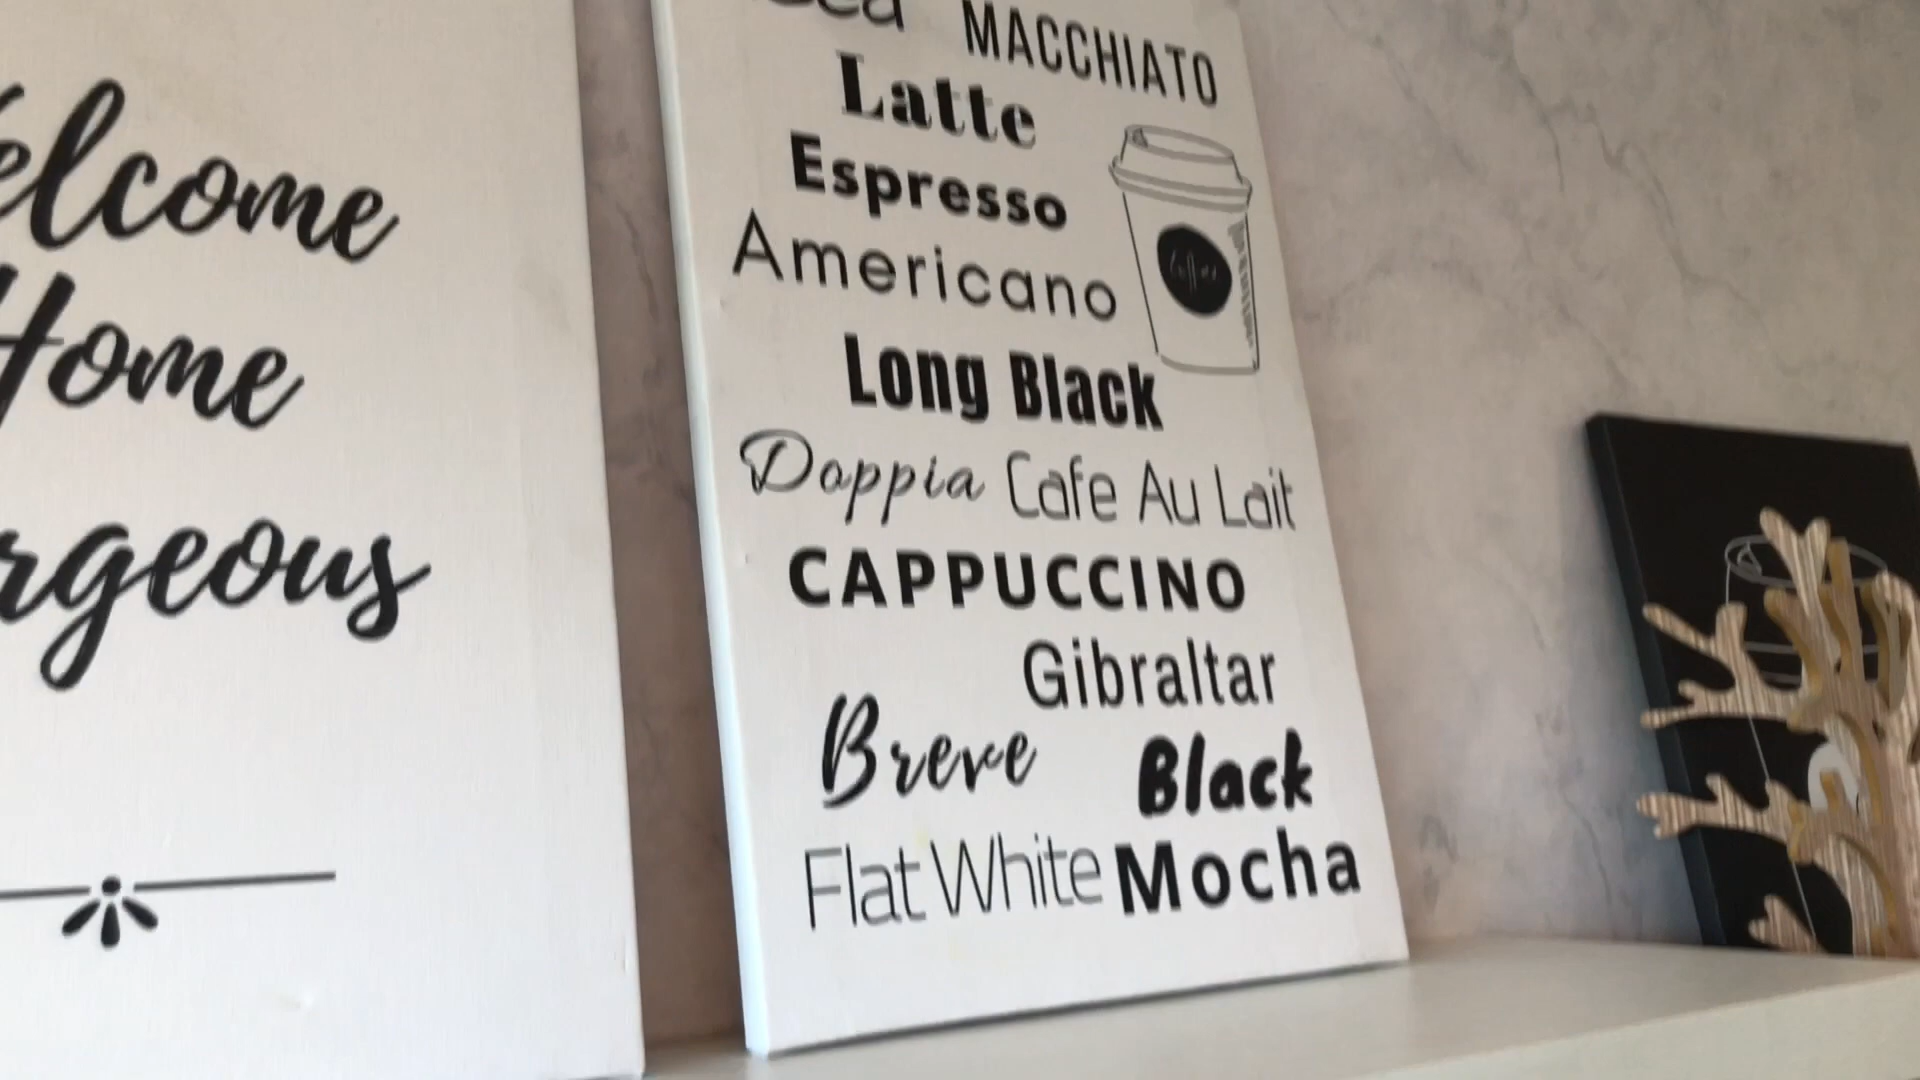 elcome
Home
rgeous
MACCHIATO
Latte
Espresso
Americano
Long Black
Doppia Cafe Au Lait
CAPPUCCINO
Gibraltar
Breve Black
Flat White Mocha